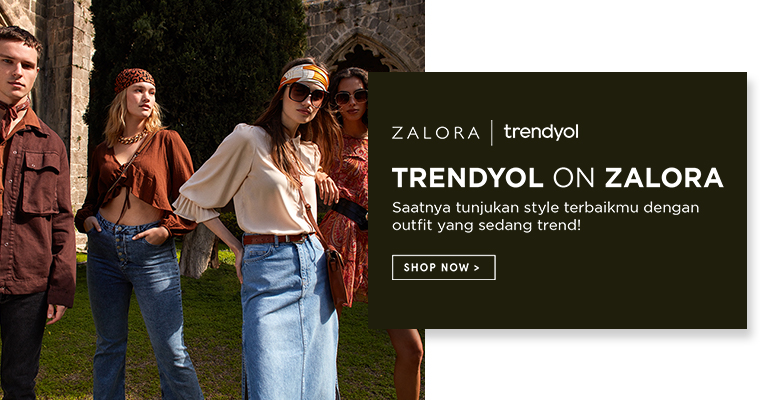 ZALORA | trendyol
TRENDYOL ON ZALORA
Saatnya tunjukan style terbaikmu dengan
outfit yang sedang trend!
SHOP NOW >